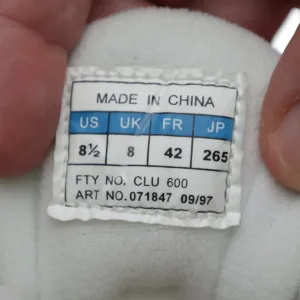 MADE IN CHINA
US UK FR JP
8½ 8 42 265
FTY NO. CLU 600
ART NO. 071847 09/97